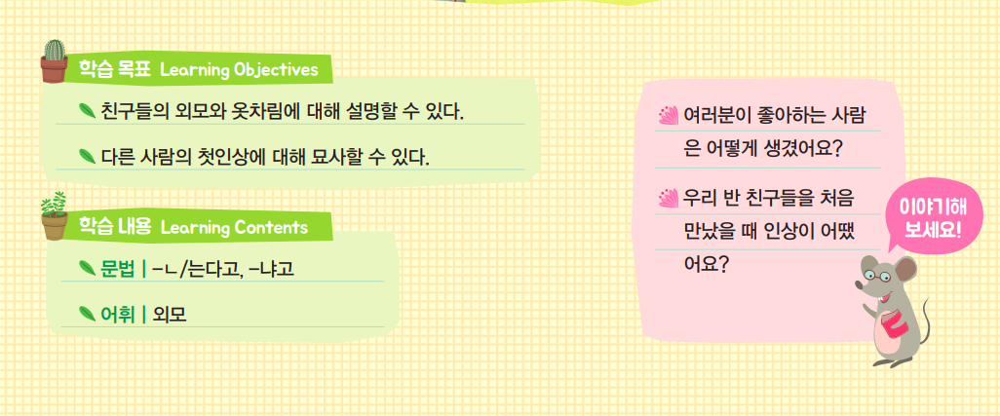 학습 목표 Learning Objectives
친구들의 외모와 옷차림에 대해 설명할 수 있다.
다른 사람의 첫인상에 대해 묘사할 수 있다.
학습 내용 Learning Contents
문법 | -ㄴ/는다고, -냐고
어휘 | 외모
여러분이 좋아하는 사람
은 어떻게 생겼어요?
우리 반 친구들을 처음
만났을 때 인상이 어땠
어요?
이야기해
보세요!